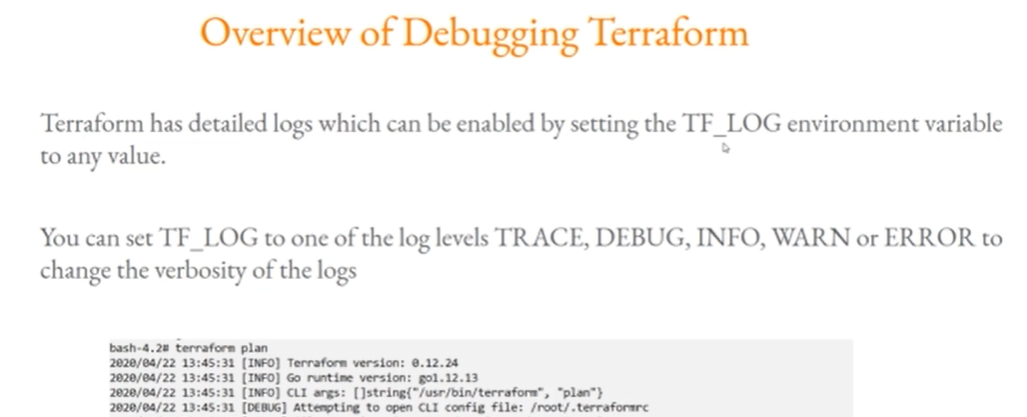 Overview of Debugging Terraform
Terraform has detailed logs which can be enabled by setting the TF_LOG environment variable
to any value.
You can set TF_LOG to one of the log levels TRACE, DEBUG, INFO, WARN or ERROR to
change the verbosity of the logs
bash-4.2# terraform plan
2020/04/22 13:45:31 [INFO] Terraform version: 0.12.24
2020/04/22 13:45:31 [INFO] Go runtime version: go1.12.13
2020/04/22 13:45:31 [INFO] CLI args: []string{"/usr/bin/terraform", "plan"}
2020/04/22 13:45:31 [DEBUG] Attempting to open CLI config file: /root/.terraformrc